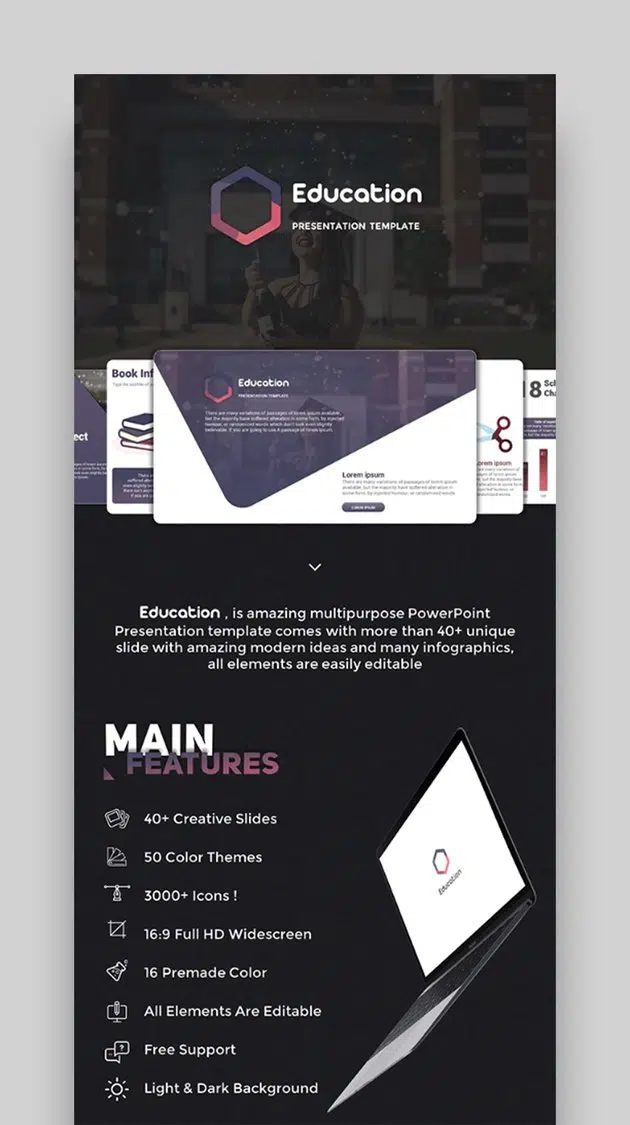 Education
PRESENTATION TEMPLATE
Book Inf
Education
PRESENTATION TEMPLATE
There are many variations of passages of lorem ipsum available,
but the majority have suffered alteration in some form, by injected
humour, or randomized words which don't look even slightly
believable. If you are going to use a passage of lorem ipsum.
Lorem ipsum
There are many variations of passages of lorem ipsum
available, but the majority have suffered alteration in
some form, by injected humour, or randomized words
LOREM IPSUM
ect
18
Sc
Cha
orem ipsum
Education , is amazing multipurpose PowerPoint
Presentation template comes with more than 40+ unique
slide with amazing modern ideas and many infographics,
all elements are easily editable
MAIN
FEATURES
40+ Creative Slides
50 Color Themes
3000+ Icons !
16:9 Full HD Widescreen
16 Premade Color
All Elements Are Editable
Free Support
Light & Dark Background
Education